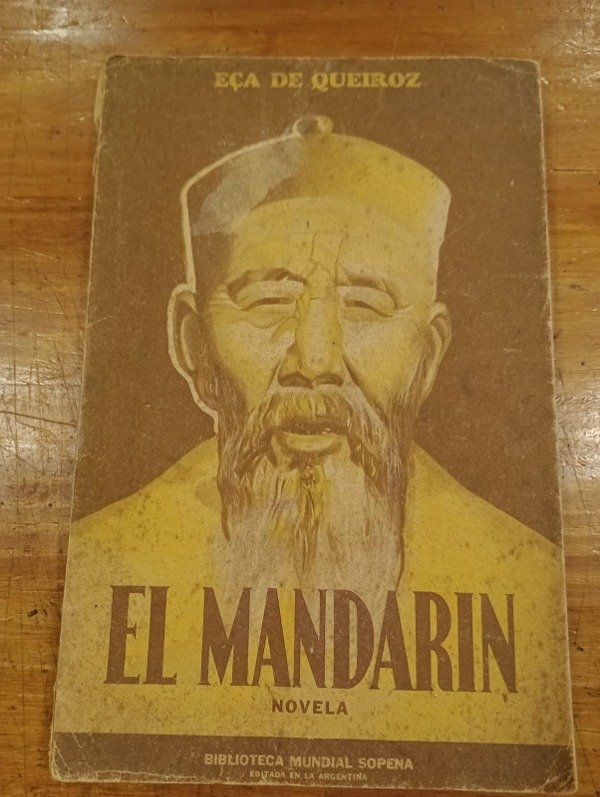 EÇA DE QUEIROZ
EL MANDARIN
NOVELA
BIBLIOTECA MUNDIAL SOPENA
EDITADA EN LA ARGENTINA